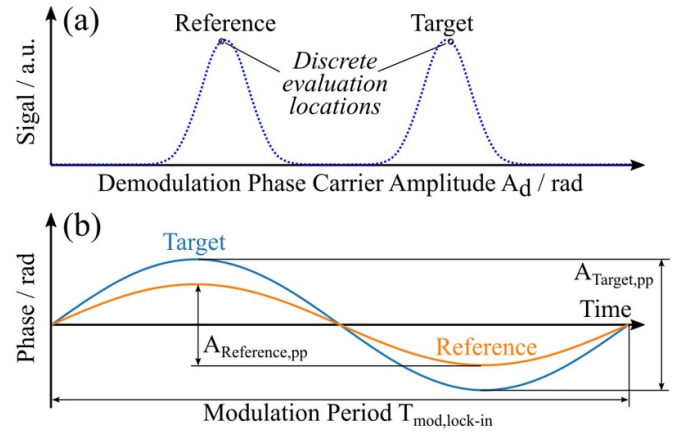 (a)
Reference
Target
Discrete
evaluation
locations
Sigal / a.u.
Demodulation Phase Carrier Amplitude Ad / rad
(b)
Target
ATarget,pp
Phase / rad
Time
AReference,pp
Reference
Modulation Period Tmod,lock-in